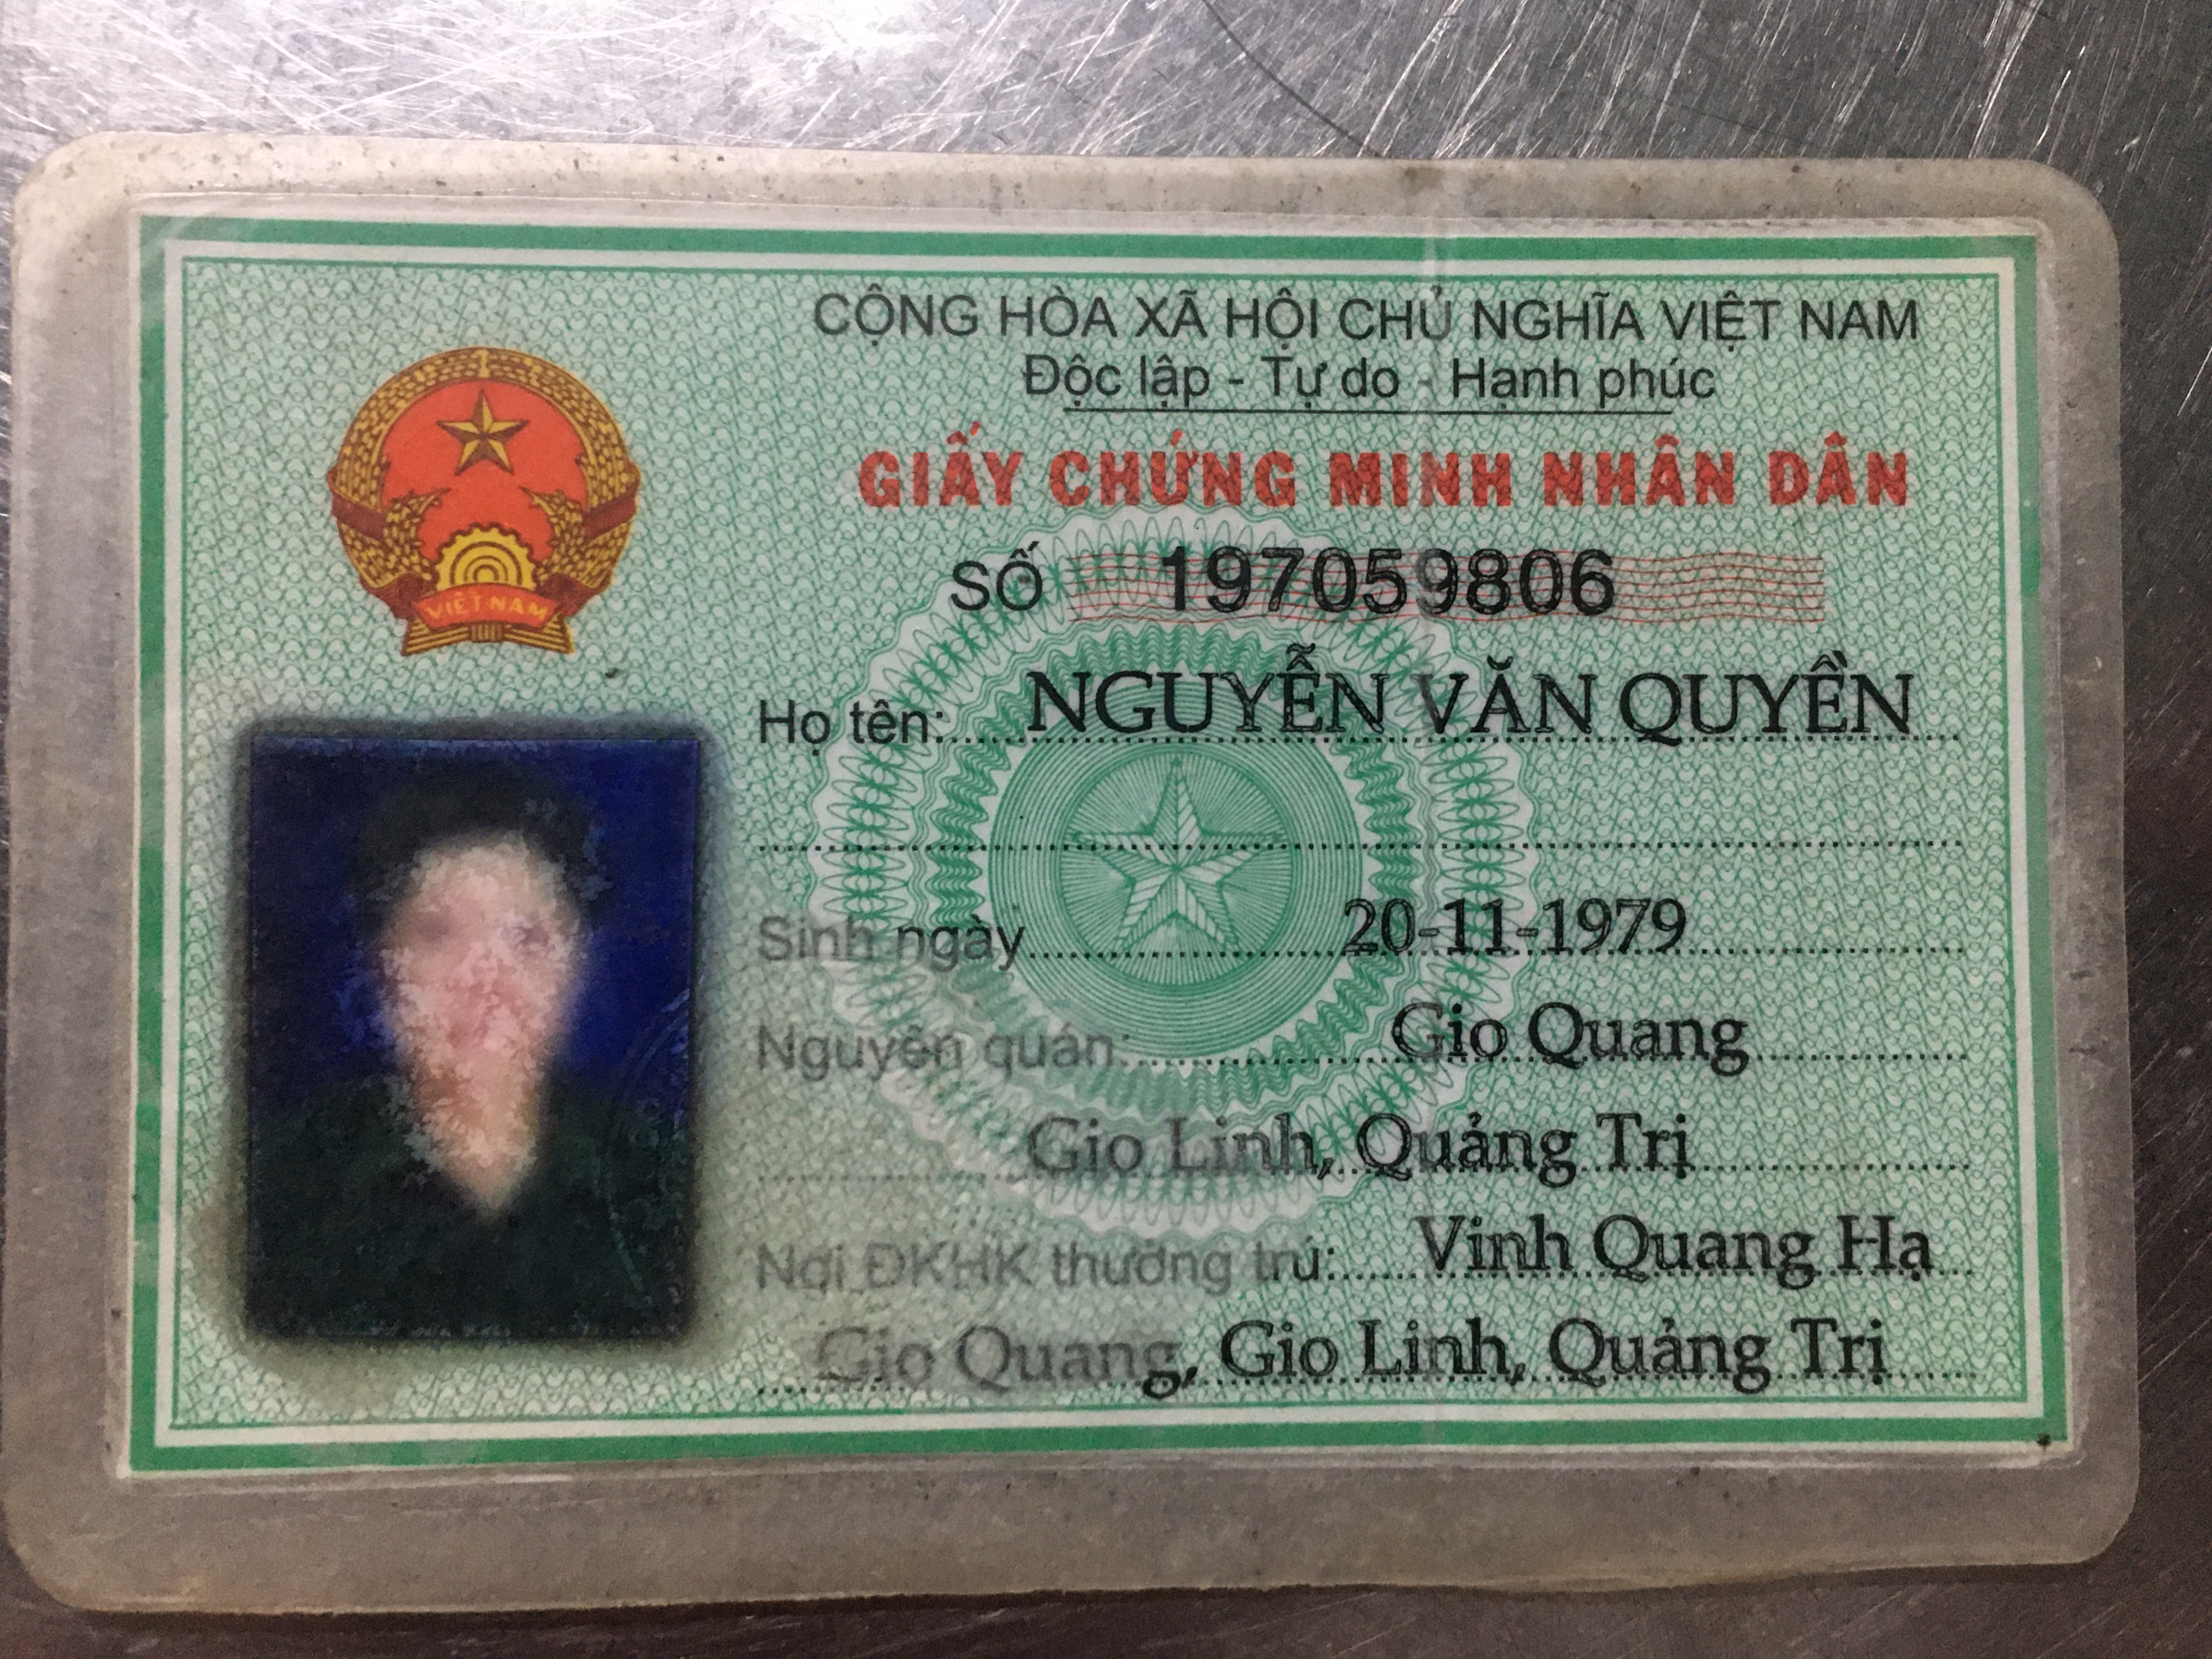 CỘNG HÒA XÃ HỘI CHỦ NGHĨA VIỆT NAM
Độc lập - Tự do - Hạnh phúc
GIẤY CHỨNG MINH NHÂN DÂN
VIỆT NAM
SỐ 197059806
Họ tên: NGUYỄN VĂN QUYỀN
Sinh ngày 20-11-1979
Nguyên quán: Gio Quang
Gio Linh, Quảng Trị
Nơi ĐKHK thường trú: Vinh Quang Hạ
Gio Quang, Gio Linh, Quảng Trị